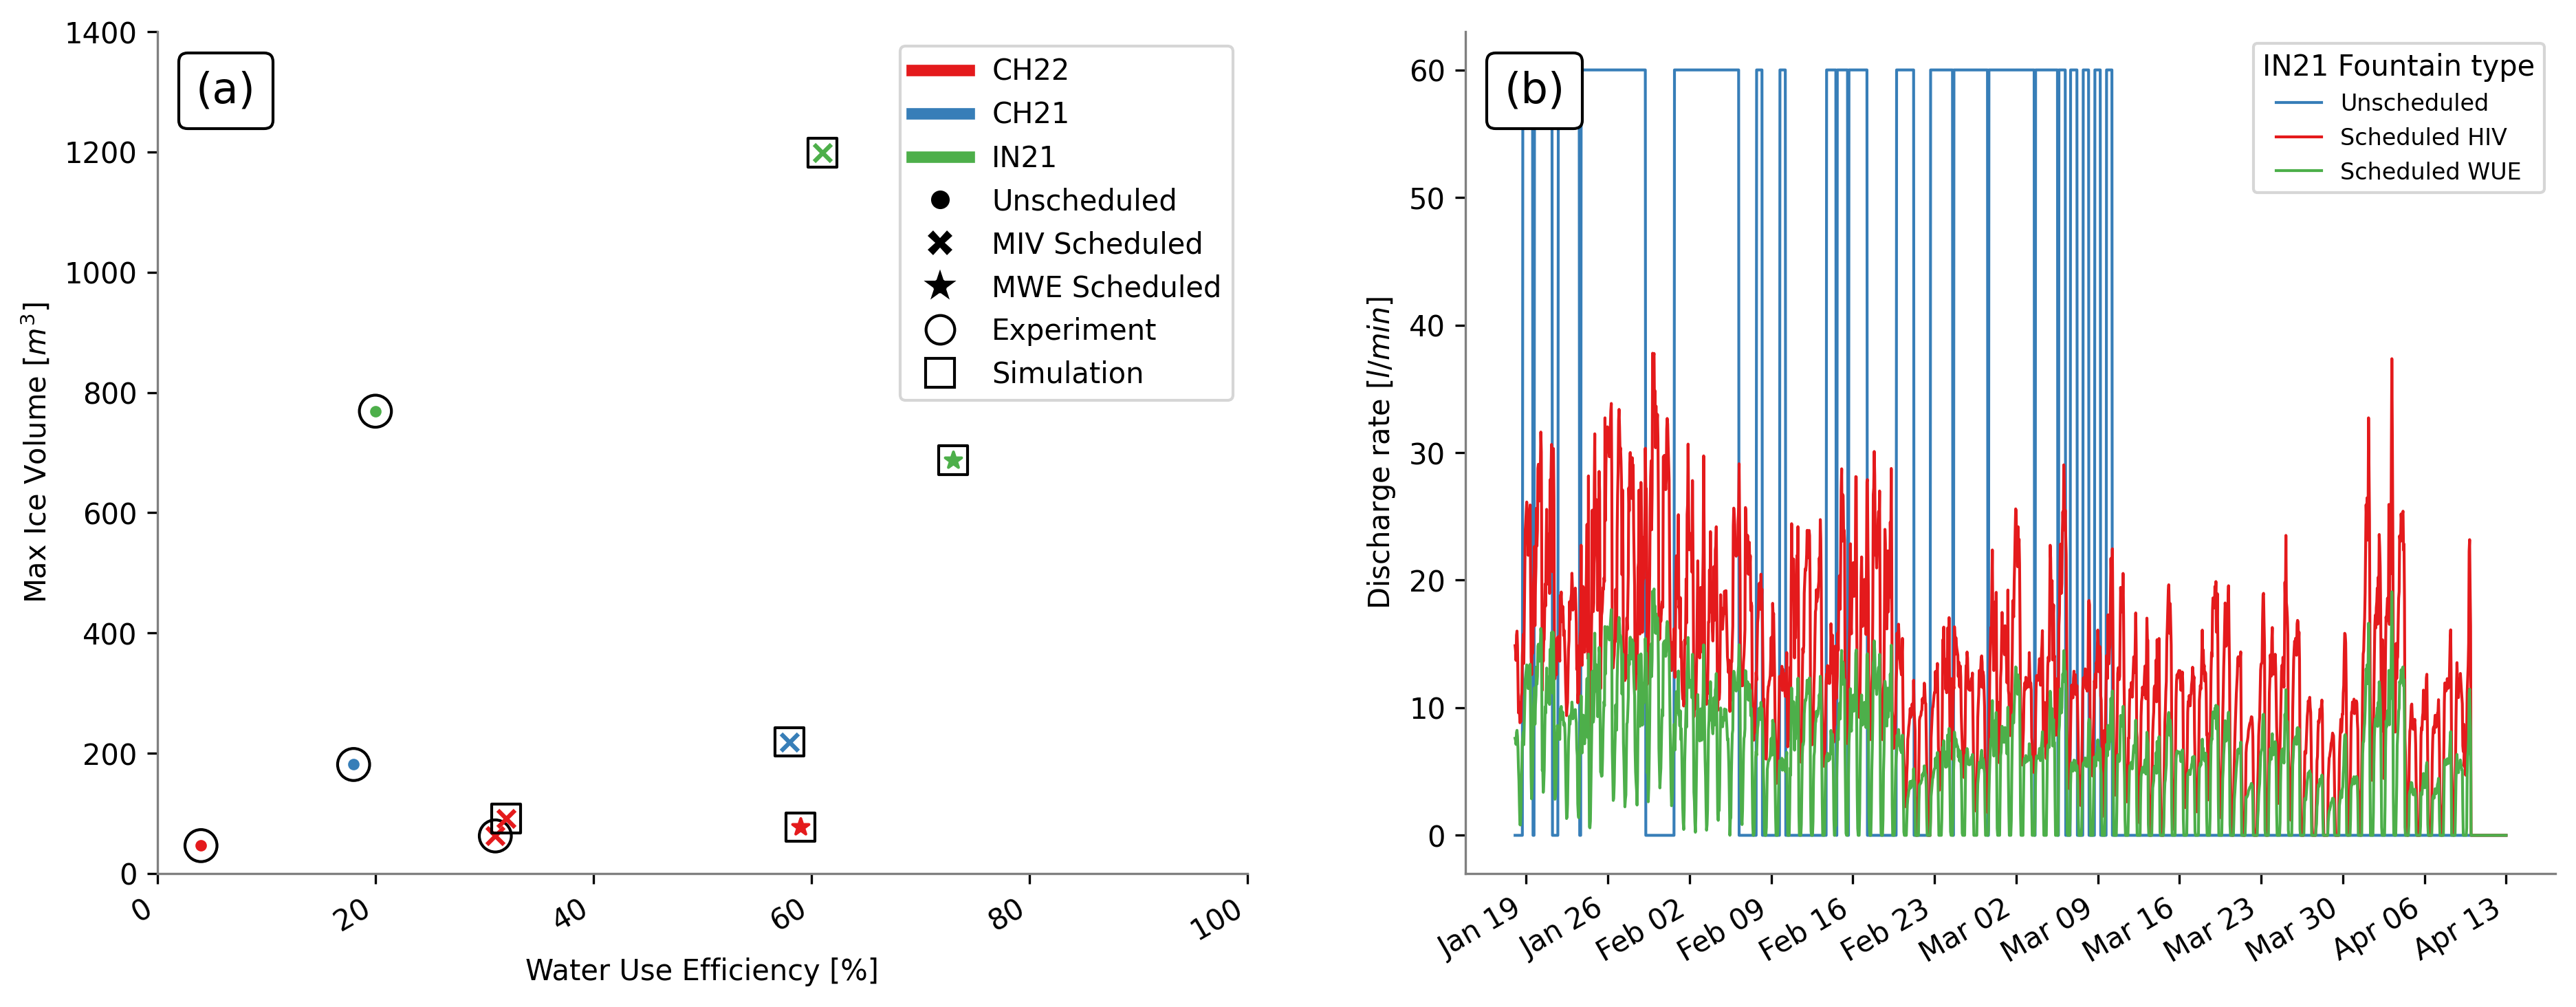 (a)
1400
1200
1000
800
600
400
200
0
Max Ice Volume [m³]
0
20
40
60
80
100
Water Use Efficiency [%]
CH22
CH21
IN21
Unscheduled
MIV Scheduled
MWE Scheduled
Experiment
Simulation
(b)
60
50
40
30
20
10
0
Discharge rate [l/min]
Jan 19
Jan 26
Feb 02
Feb 09
Feb 16
Feb 23
Mar 02
Mar 09
Mar 16
Mar 23
Mar 30
Apr 06
Apr 13
IN21 Fountain type
Unscheduled
Scheduled HIV
Scheduled WUE